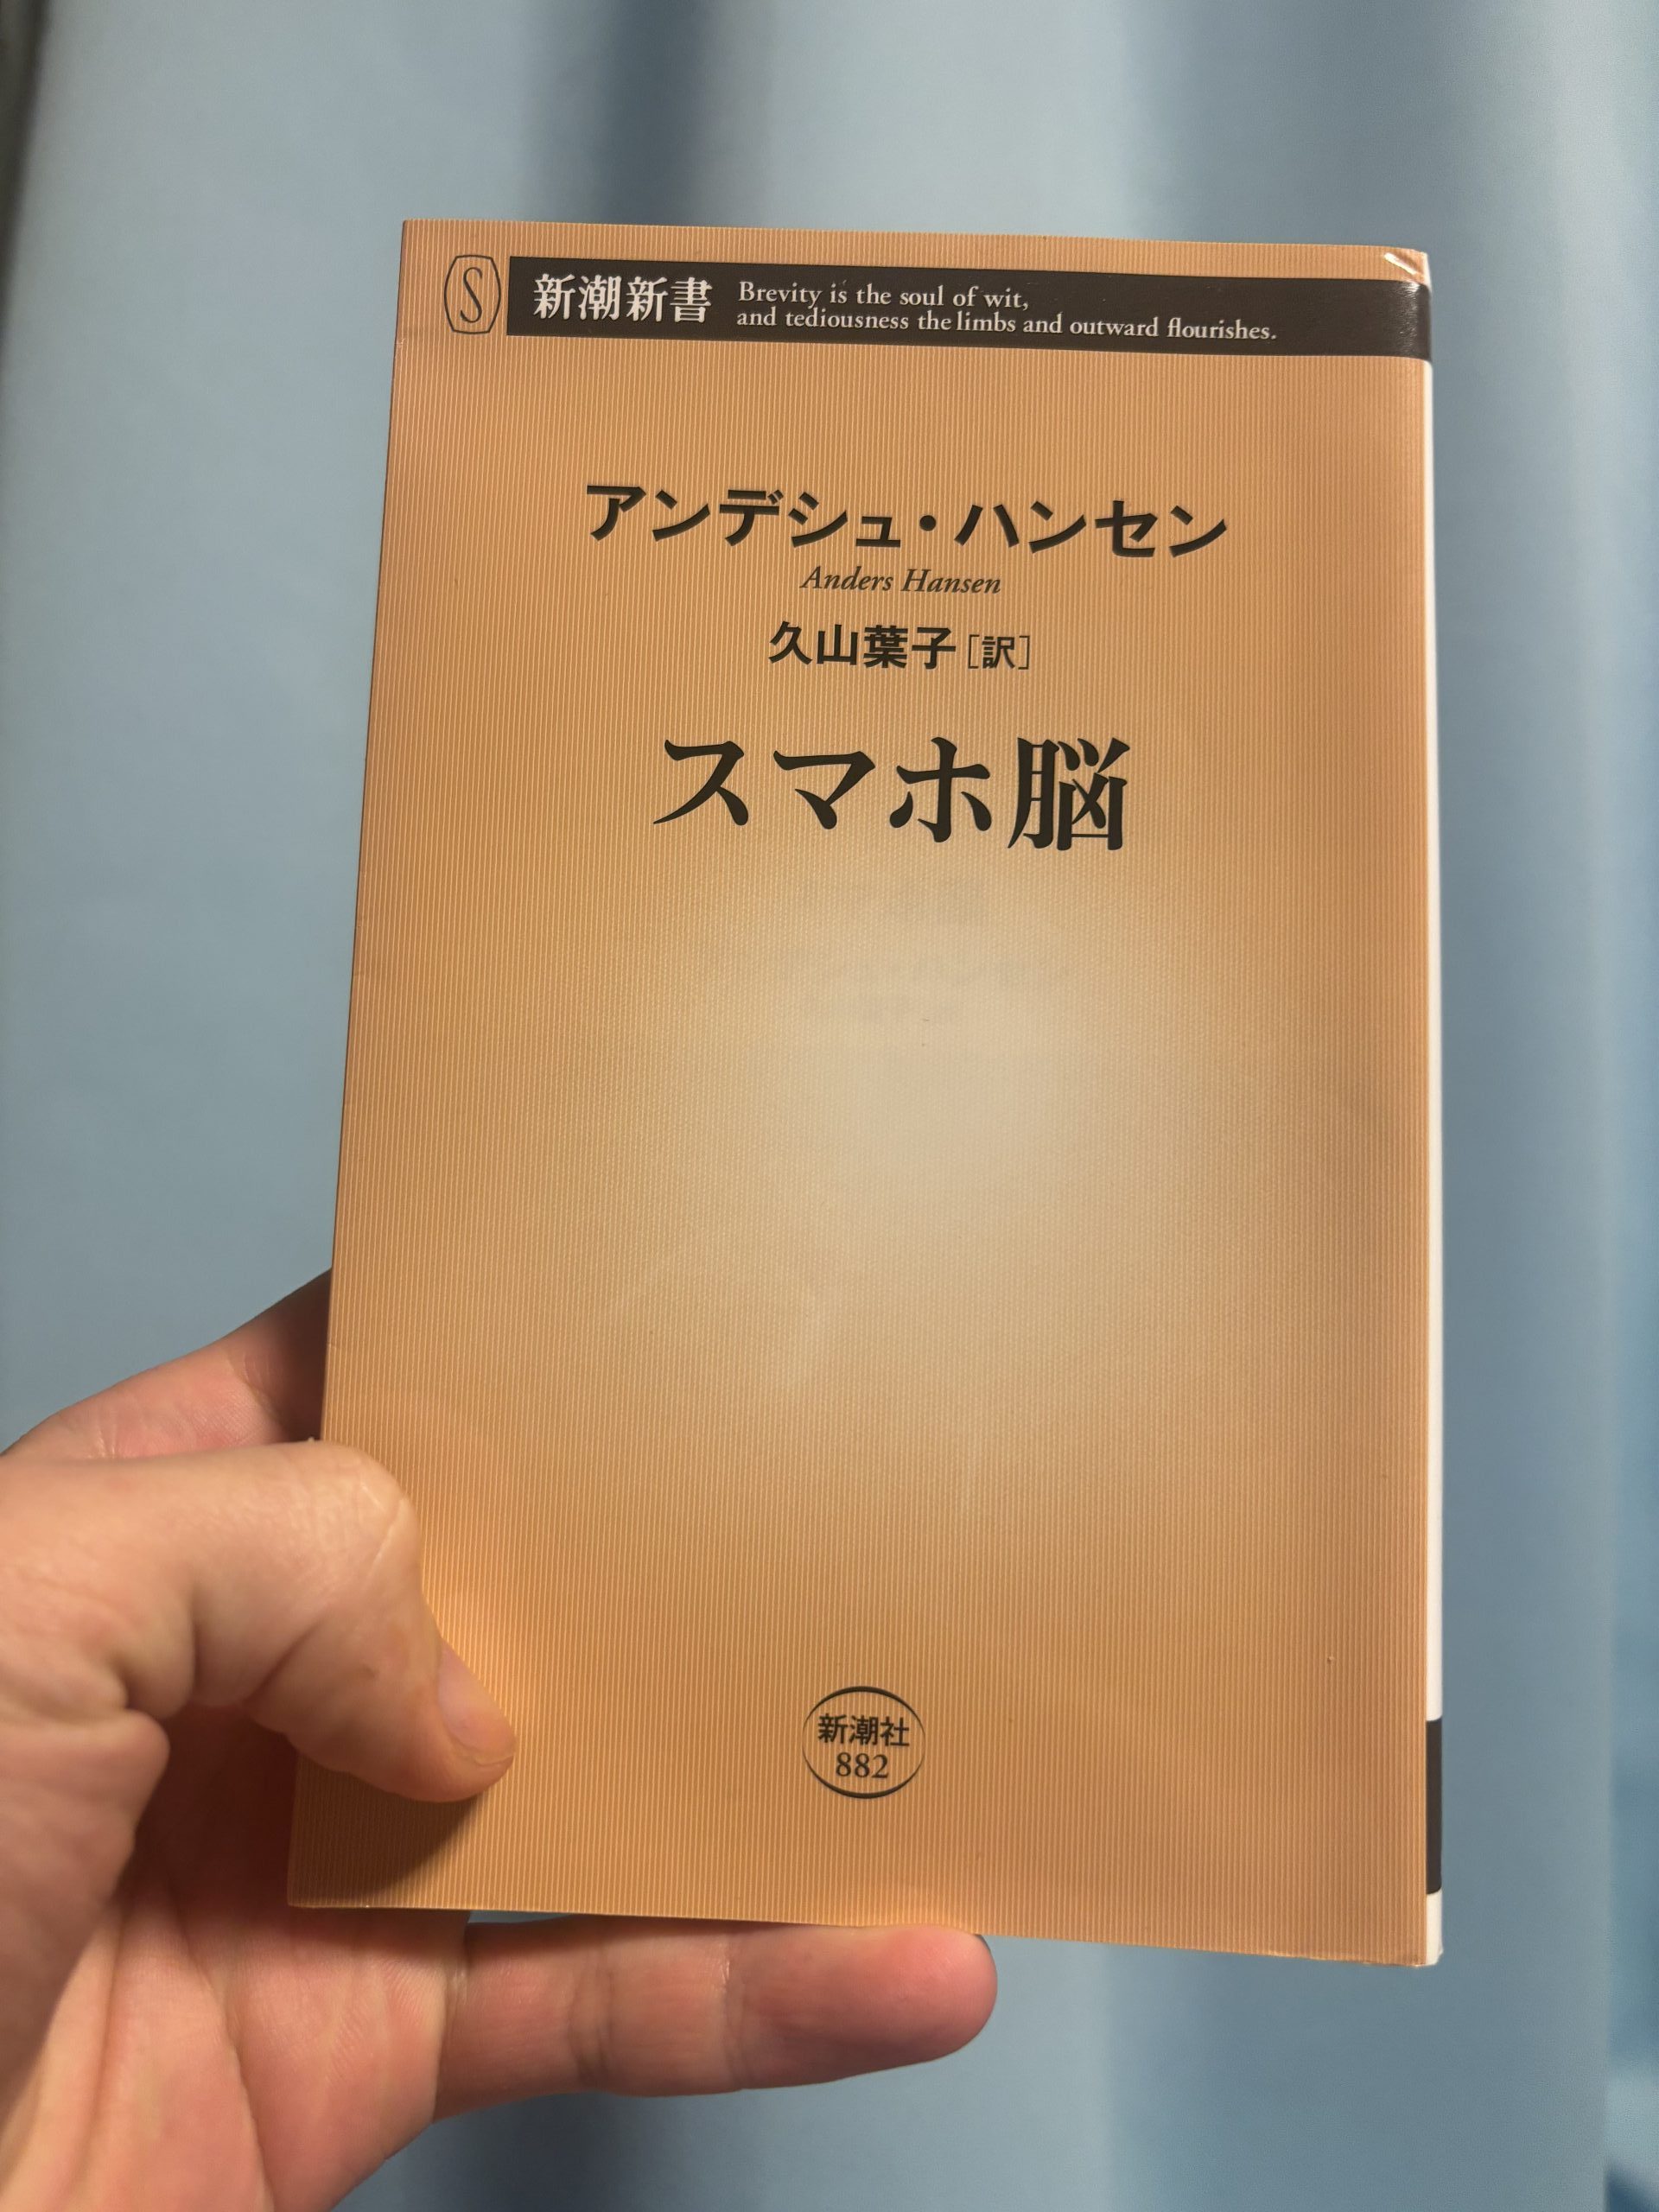 S
新潮新書
Brevity is the soul of wit,
and tediousness the limbs and outward flourishes.
アンデシュ・ハンセン
Anders Hansen
久山葉子[訳]
スマホ脳
新潮社
882